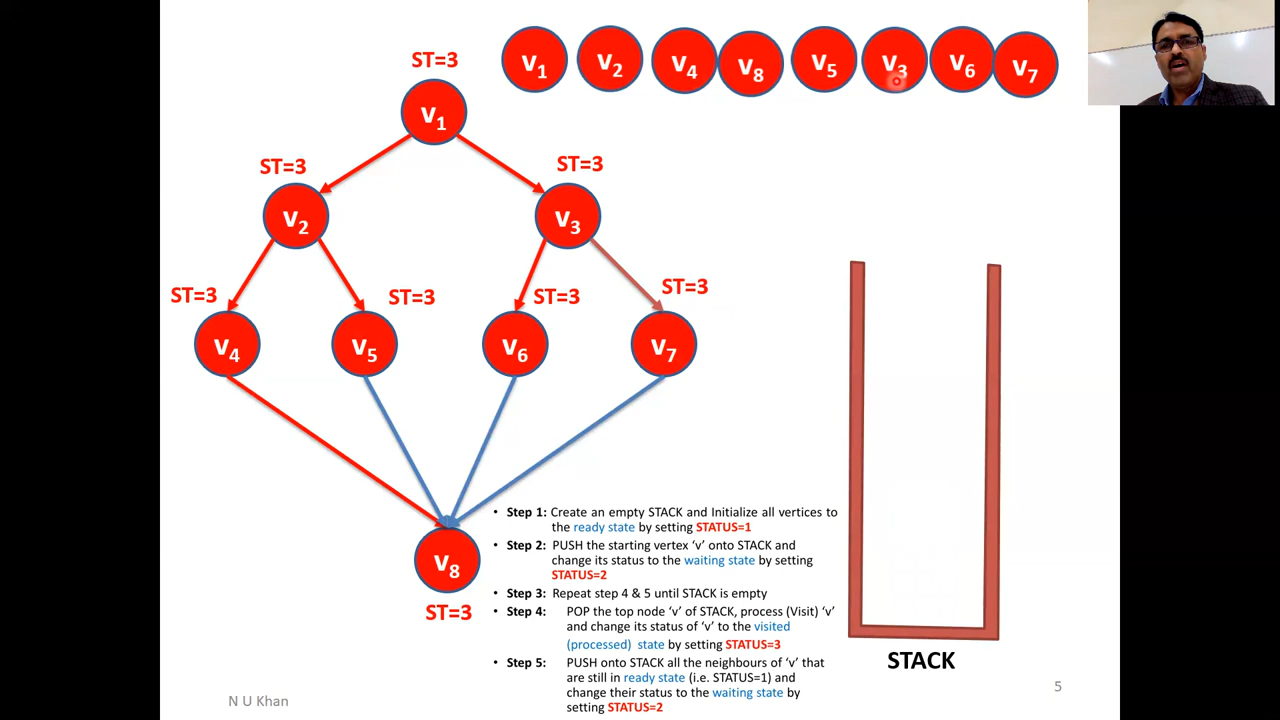 v1 v2 v4 v8 v5 v3 v6 v7
ST=3
v1
ST=3
ST=3
v2
v3
ST=3
ST=3
ST=3
ST=3
v4
v5
v6
v7
v8
ST=3
• Step 1: Create an empty STACK and Initialize all vertices to
the ready state by setting STATUS=1
• Step 2: PUSH the starting vertex ‘v’ onto STACK and
change its status to the waiting state by setting
STATUS=2
• Step 3: Repeat step 4 & 5 until STACK is empty
• Step 4: POP the top node ‘v’ of STACK, process (Visit) ‘v’
and change its status of ‘v’ to the visited
(processed) state by setting STATUS=3
• Step 5: PUSH onto STACK all the neighbours of ‘v’ that
are still in ready state (i.e. STATUS=1) and
change their status to the waiting state by
setting STATUS=2
STACK
N U Khan
5